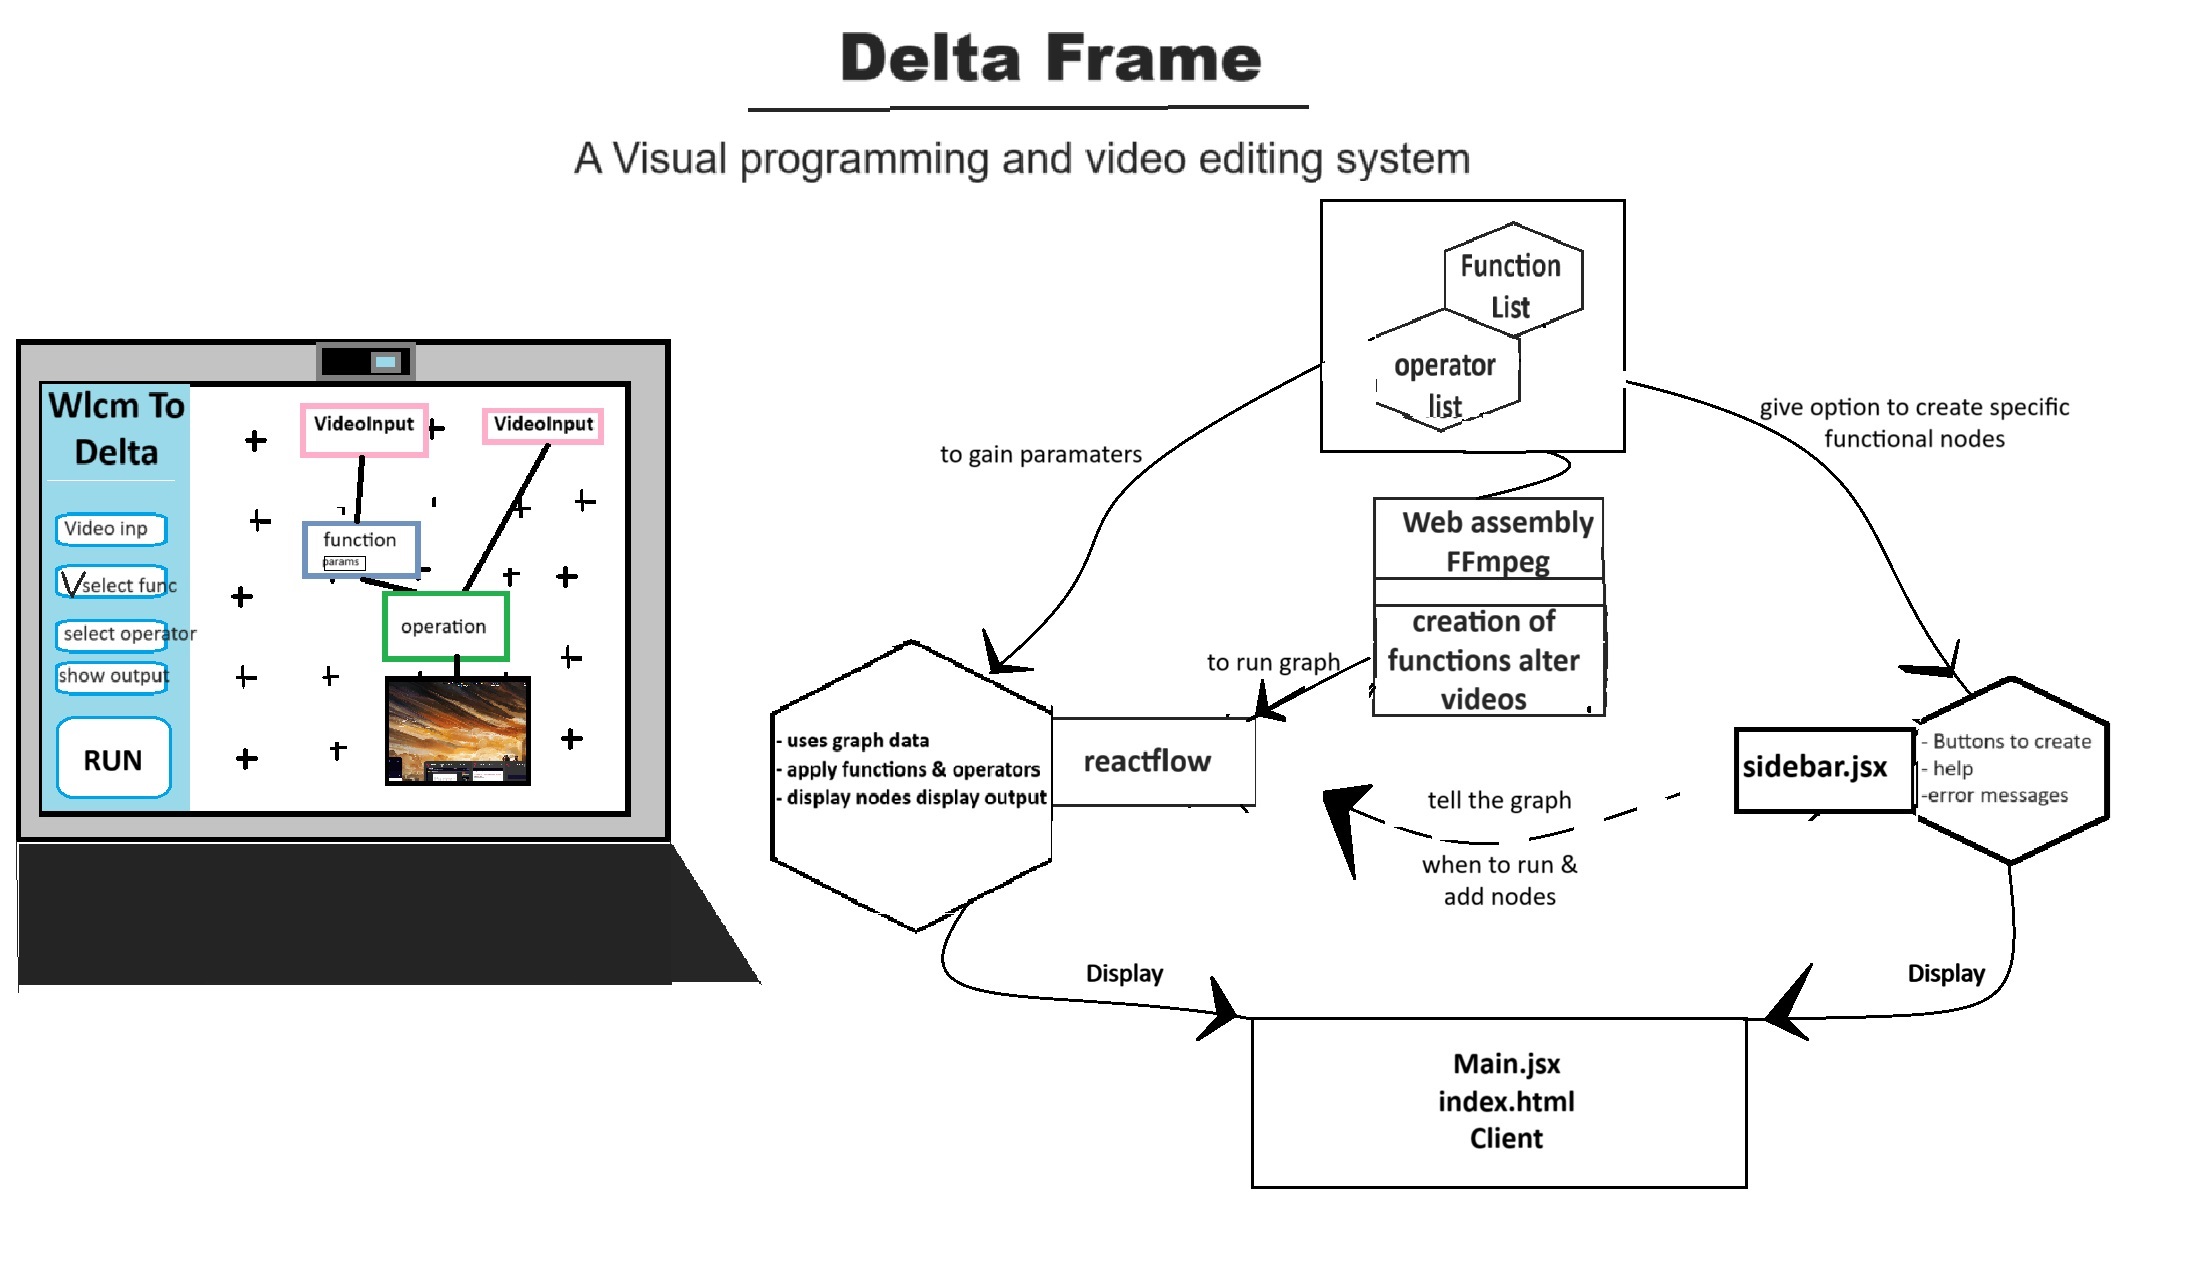 Delta Frame
A Visual programming and video editing system
Wlcm To
Delta
Video inp
select func
select operator
show output
RUN
VideoInput
VideoInput
function
params
operation
Function
List
operator
list
to gain paramaters
give option to create specific
functional nodes
Web assembly
FFmpeg
creation of
functions alter
videos
to run graph
- uses graph data
- apply functions & operators
- display nodes display output
reactflow
tell the graph
when to run &
add nodes
sidebar.jsx
- Buttons to create
- help
-error messages
Display
Display
Main.jsx
index.html
Client